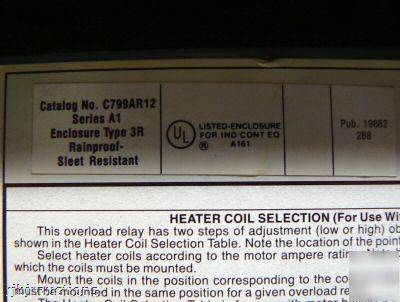 Catalog No. C799AR12
Series A1
Enclosure Type 3R
Rainproof-
Sleet Resistant
UL
LISTED-ENCLOSURE
FOR IND CONT EQ
A161
Pub. 19882
288
HEATER COIL SELECTION (For Use Wi
This overload relay has two steps of adjustment (low or high) ob
shown in the Heater Coil Selection Table. Note the location of the point
Select heater coils according to the motor ampere rating.
which the coils must be mounted.
Mount the coils in the position corresponding to the co
must be mounted in the same position for a given overload re